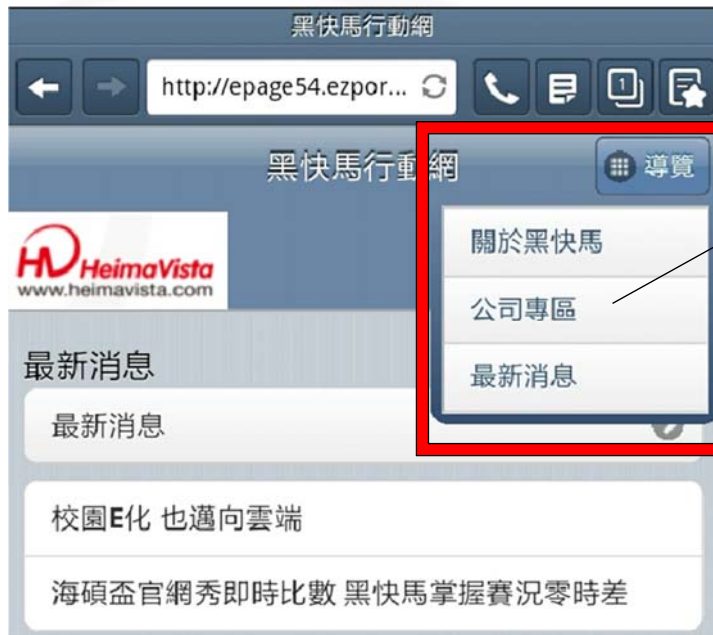 黑快馬行動網
http://epage54.ezpor...
1
黑快馬行動網
導覽
HV HeimaVista
www.heimavista.com
關於黑快馬
公司專區
最新消息
最新消息
最新消息
校園E化 也邁向雲端
海碩盃官網秀即時比數 黑快馬掌握賽況零時差